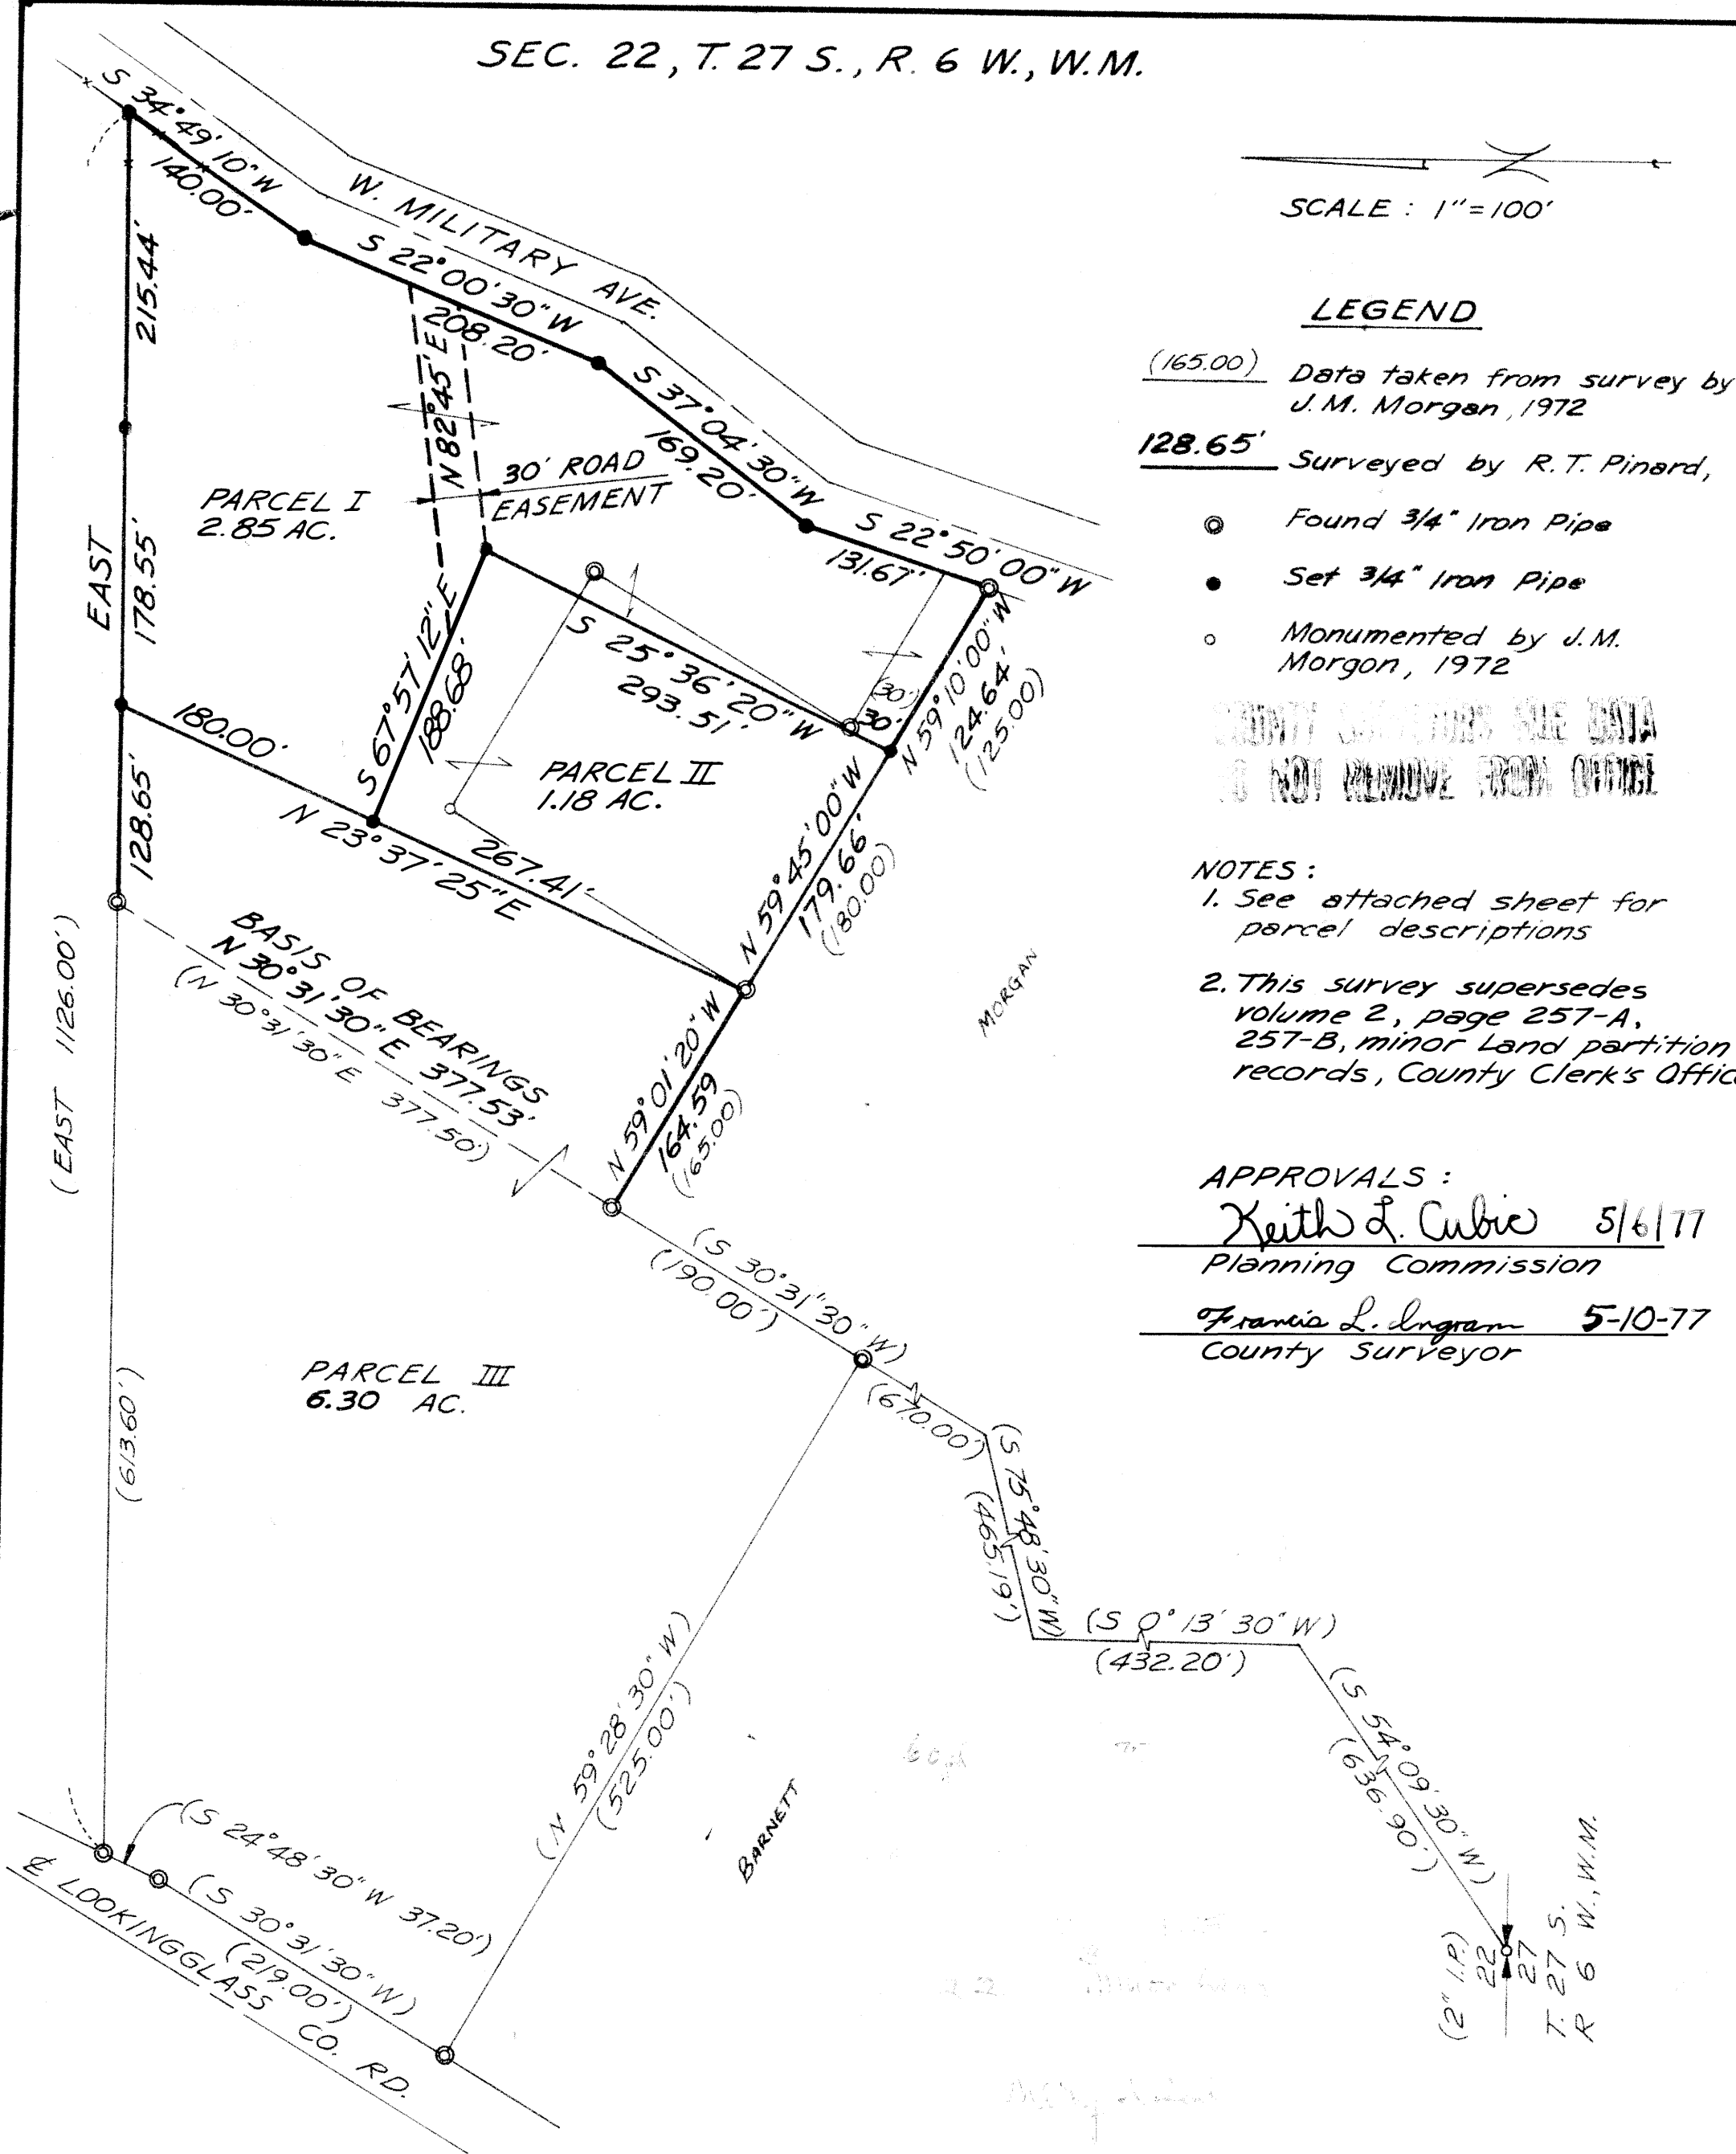 SEC. 22, T. 27 S., R. 6 W., W.M.
SCALE : 1"=100'
LEGEND
(165.00) Data taken from survey by
J. M. Morgan, 1972
128.65' Surveyed by R. T. Pinard,
Found 3/4" Iron Pipe
Set 3/4" Iron Pipe
Monumented by J.M.
Morgon, 1972
DO NOT REMOVE FROM OFFICE
NOTES :
1. See attached sheet for
parcel descriptions
2. This survey supersedes
volume 2, page 257-A,
257-B, minor Land partition
records, County Clerk's Offic
APPROVALS :
Keith L. Cubic 5/6/77
Planning Commission
Francis L. Ingram 5-10-77
County Surveyor
S 34°49'10" W
140.00'
W. MILITARY AVE.
S 22°00'30" W
208.20'
S 37°04'30" W
169.20'
S 22°50'00" W
131.67'
215.44'
N 82°45' E
30' ROAD
EASEMENT
PARCEL I
2.85 AC.
EAST
178.55'
S 67°57'12" E
188.68'
S 25°36'20" W
293.51'
(30')
30'
N 59°10'00" W
124.64'
(125.00)
180.00'
PARCEL II
1.18 AC.
N 23°37'25" E
267.41'
N 59°45'00" W
179.66'
(180.00)
128.65'
BASIS OF BEARINGS
N 30°31'30" E 377.53'
(N 30°31'30" E 377.50')
N 59°01'20" W
164.59
(165.00)
MORGAN
(EAST 1126.00')
(S 30°31"30" W)
(190.00')
(670.00')
PARCEL III
6.30 AC.
(613.60')
(S 75°48'30" W)
(465.19')
(S 0°13'30" W)
(432.20')
(S 54°09'30" W)
(636.90')
(N 59°28'30" W)
(525.00')
BARNETT
(S 24°48'30" W 37.20')
(S 30°31'30" W)
(219.00')
℄ LOOKINGGLASS CO. RD.
(2" I.P.)
22
27
T. 27 S.
R 6 W., W.M.